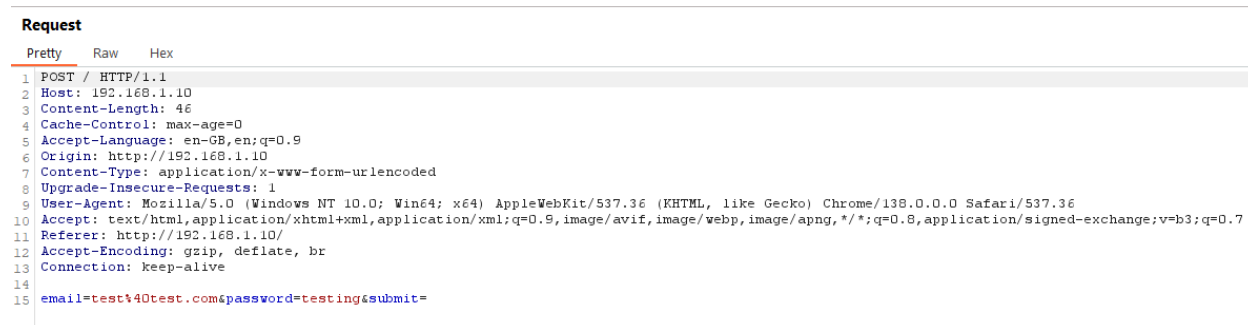 Request
Pretty Raw Hex
1 POST / HTTP/1.1
2 Host: 192.168.1.10
3 Content-Length: 46
4 Cache-Control: max-age=0
5 Accept-Language: en-GB,en;q=0.9
6 Origin: http://192.168.1.10
7 Content-Type: application/x-www-form-urlencoded
8 Upgrade-Insecure-Requests: 1
9 User-Agent: Mozilla/5.0 (Windows NT 10.0; Win64; x64) AppleWebKit/537.36 (KHTML, like Gecko) Chrome/138.0.0.0 Safari/537.36
10 Accept: text/html,application/xhtml+xml,application/xml;q=0.9,image/avif,image/webp,image/apng,*/*;q=0.8,application/signed-exchange;v=b3;q=0.7
11 Referer: http://192.168.1.10/
12 Accept-Encoding: gzip, deflate, br
13 Connection: keep-alive
14
15 email=test%40test.com&password=testing&submit=